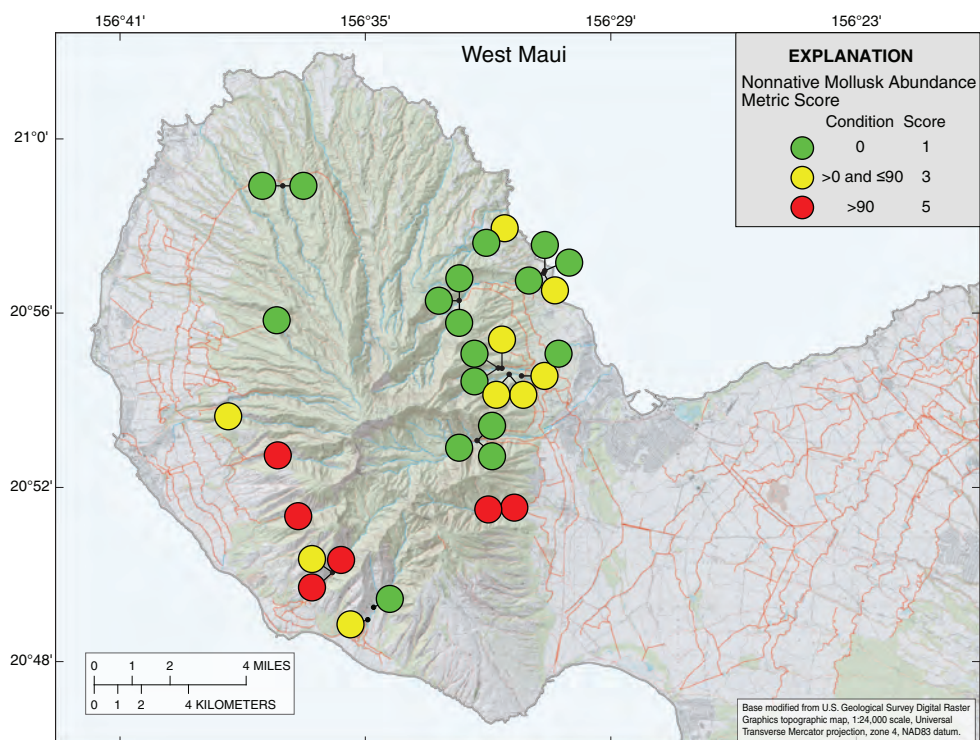 156°41' 156°35' 156°29' 156°23'
West Maui
EXPLANATION
Nonnative Mollusk Abundance
Metric Score
Condition Score
0 1
>0 and ≤90 3
>90 5
21°0'
20°56'
20°52'
20°48'
0 1 2 4 MILES
0 1 2 4 KILOMETERS
Base modified from U.S. Geological Survey Digital Raster
Graphics topographic map, 1:24,000 scale, Universal
Transverse Mercator projection, zone 4, NAD83 datum.